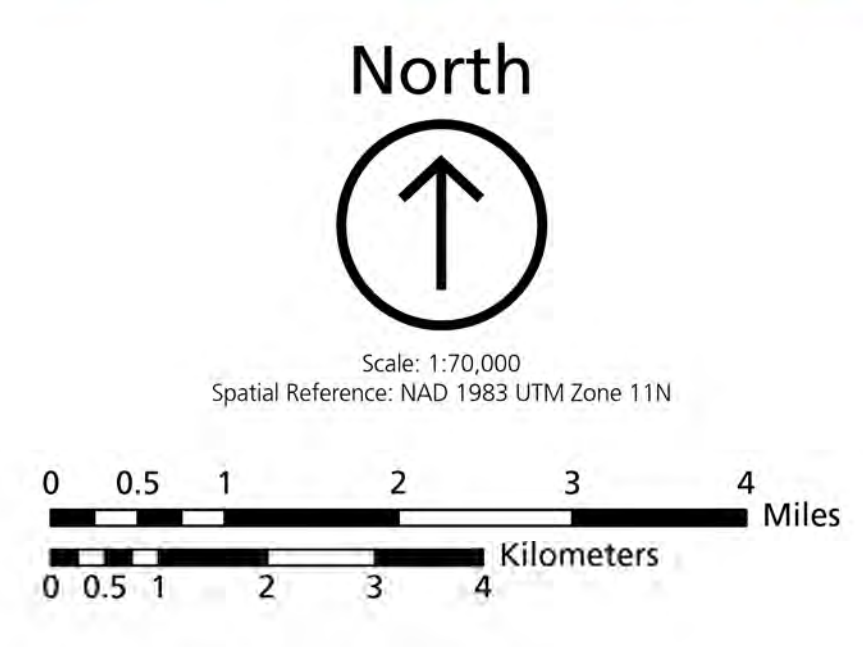 North
Scale: 1:70,000
Spatial Reference: NAD 1983 UTM Zone 11N
0 0.5 1 2 3 4
Miles
Kilometers
0 0.5 1 2 3 4